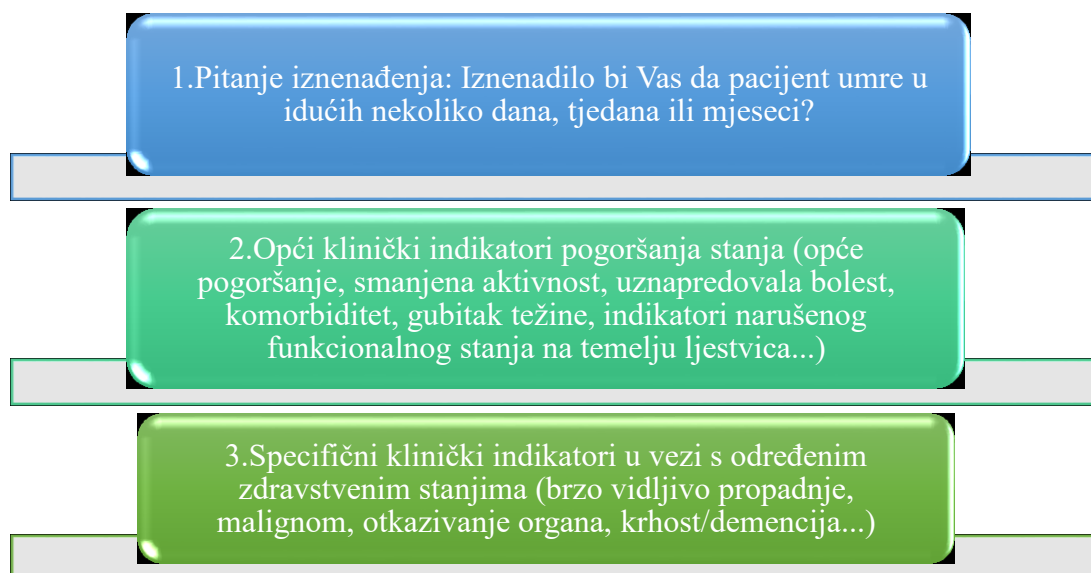 1.Pitanje iznenađenja: Iznenadilo bi Vas da pacijent umre u
idućih nekoliko dana, tjedana ili mjeseci?
2.Opći klinički indikatori pogoršanja stanja (opće
pogoršanje, smanjena aktivnost, uznapredovala bolest,
komorbiditet, gubitak težine, indikatori narušenog
funkcionalnog stanja na temelju ljestvica...)
3.Specifični klinički indikatori u vezi s određenim
zdravstvenim stanjima (brzo vidljivo propadnje,
malignom, otkazivanje organa, krhost/demencija...)